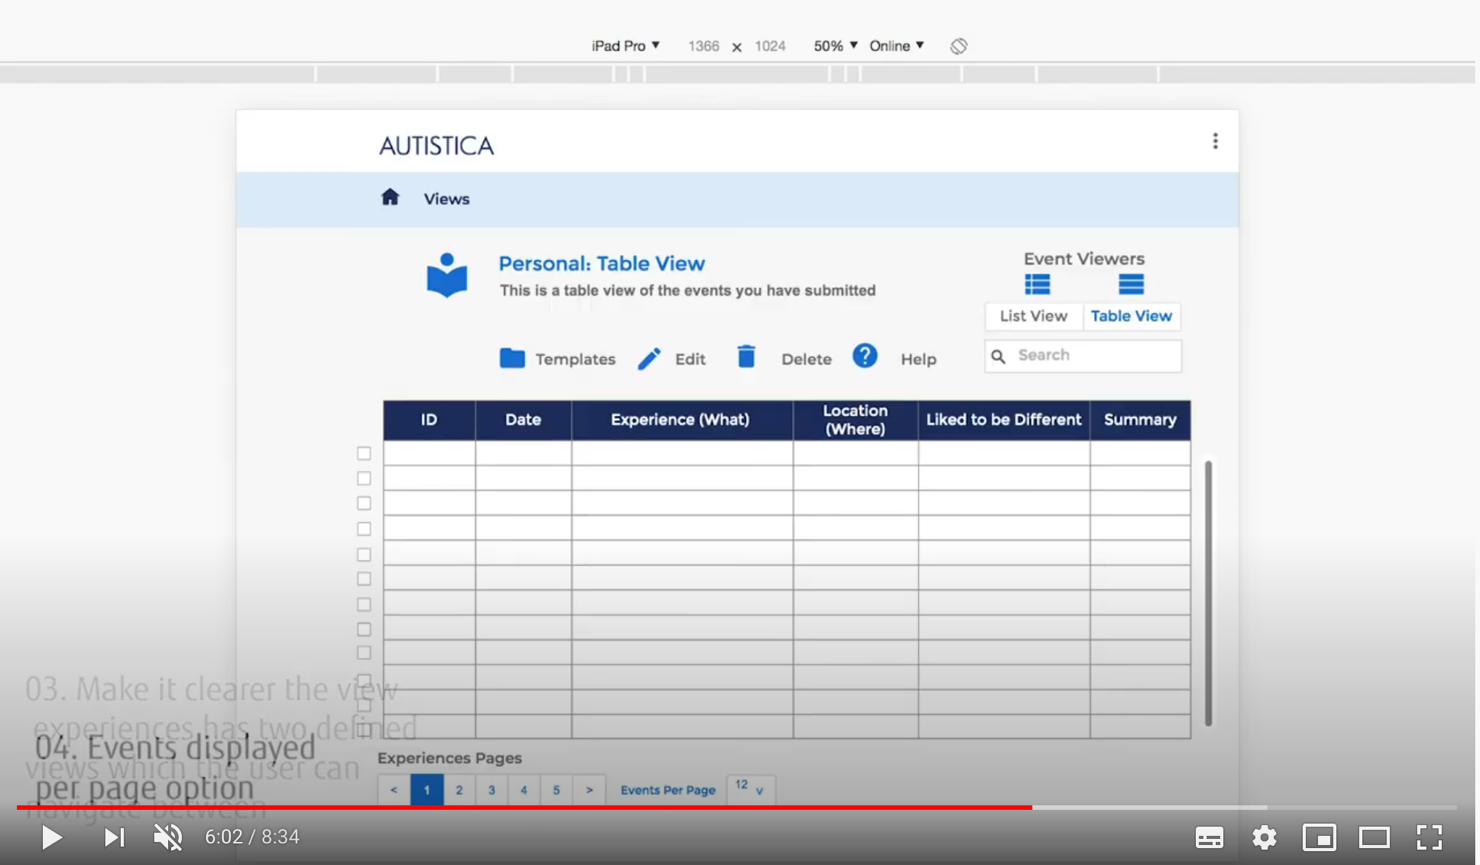 iPad Pro ▼ 1366 × 1024 50% ▼ Online ▼
AUTISTICA
Views
Personal: Table View
This is a table view of the events you have submitted
Event Viewers
List View Table View
Templates Edit Delete ? Help
Search
ID Date Experience (What) Location (Where) Liked to be Different Summary
03. Make it clearer the view
experiences has two defined
views which the user can
navigate between
04. Events displayed
per page option
Experiences Pages
< 1 2 3 4 5 > Events Per Page 12 v
6:02 / 8:34